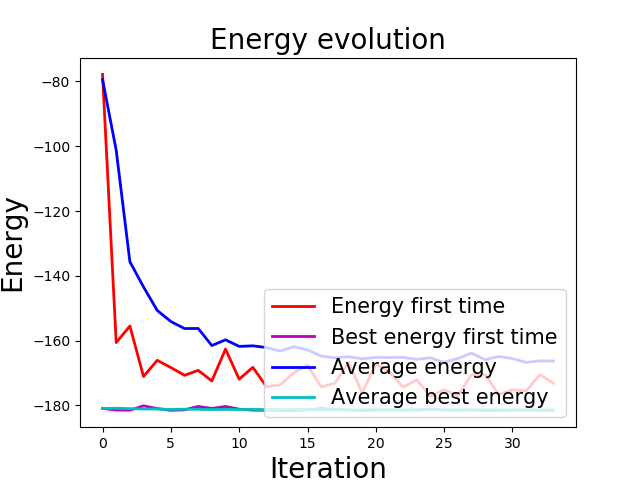 Energy evolution
Energy
−80
−100
−120
−140
−160
−180
Energy first time
Best energy first time
Average energy
Average best energy
0 5 10 15 20 25 30
Iteration